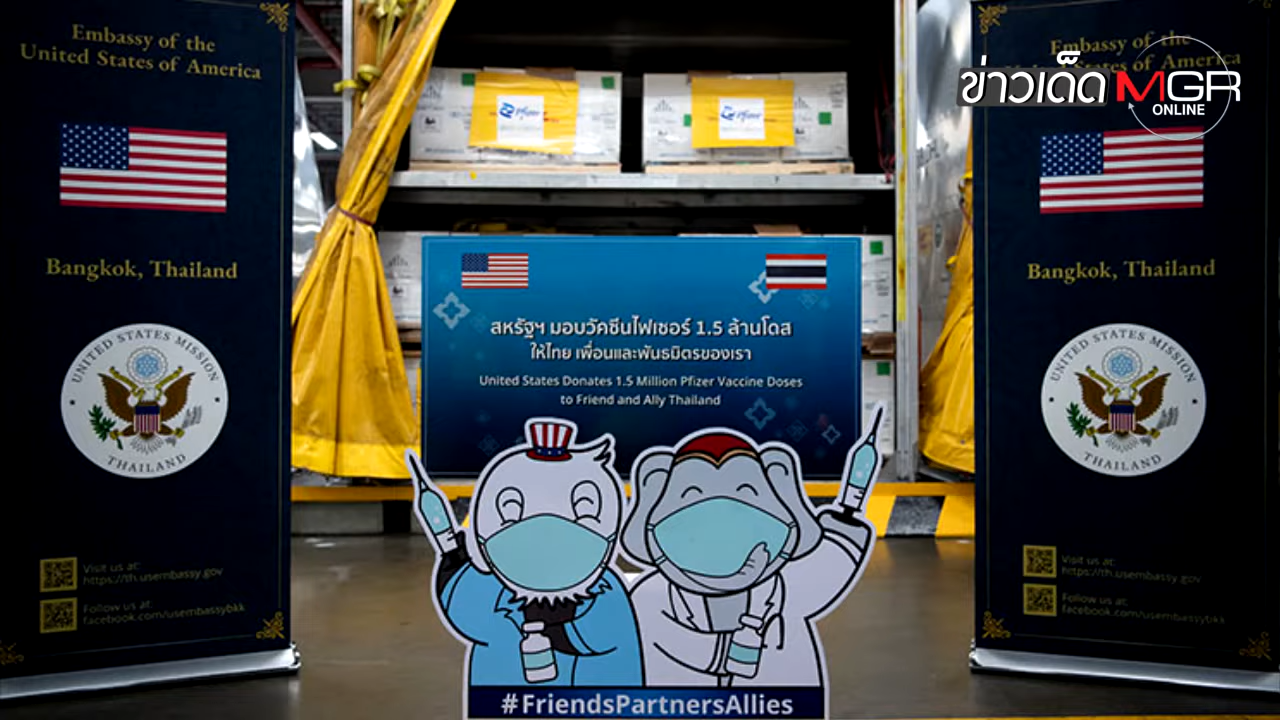 Embassy of the
United States of America
Bangkok, Thailand
UNITED STATES MISSION
THAILAND
Visit us at:
https://th.usembassy.gov
Follow us at:
facebook.com/usembassybkk
Pfizer
Pfizer
สหรัฐฯ มอบวัคซีนไฟเซอร์ 1.5 ล้านโดส
ให้ไทย เพื่อนและพันธมิตรของเรา
United States Donates 1.5 Million Pfizer Vaccine Doses
to Friend and Ally Thailand
#FriendsPartnersAllies
ข่าวเด็ด MGR
ONLINE
Embassy of the
States of America
Bangkok, Thailand
UNITED STATES MISSION
THAILAND
Visit us at:
https://th.usembassy.gov
Follow us at:
facebook.com/usembassybkk